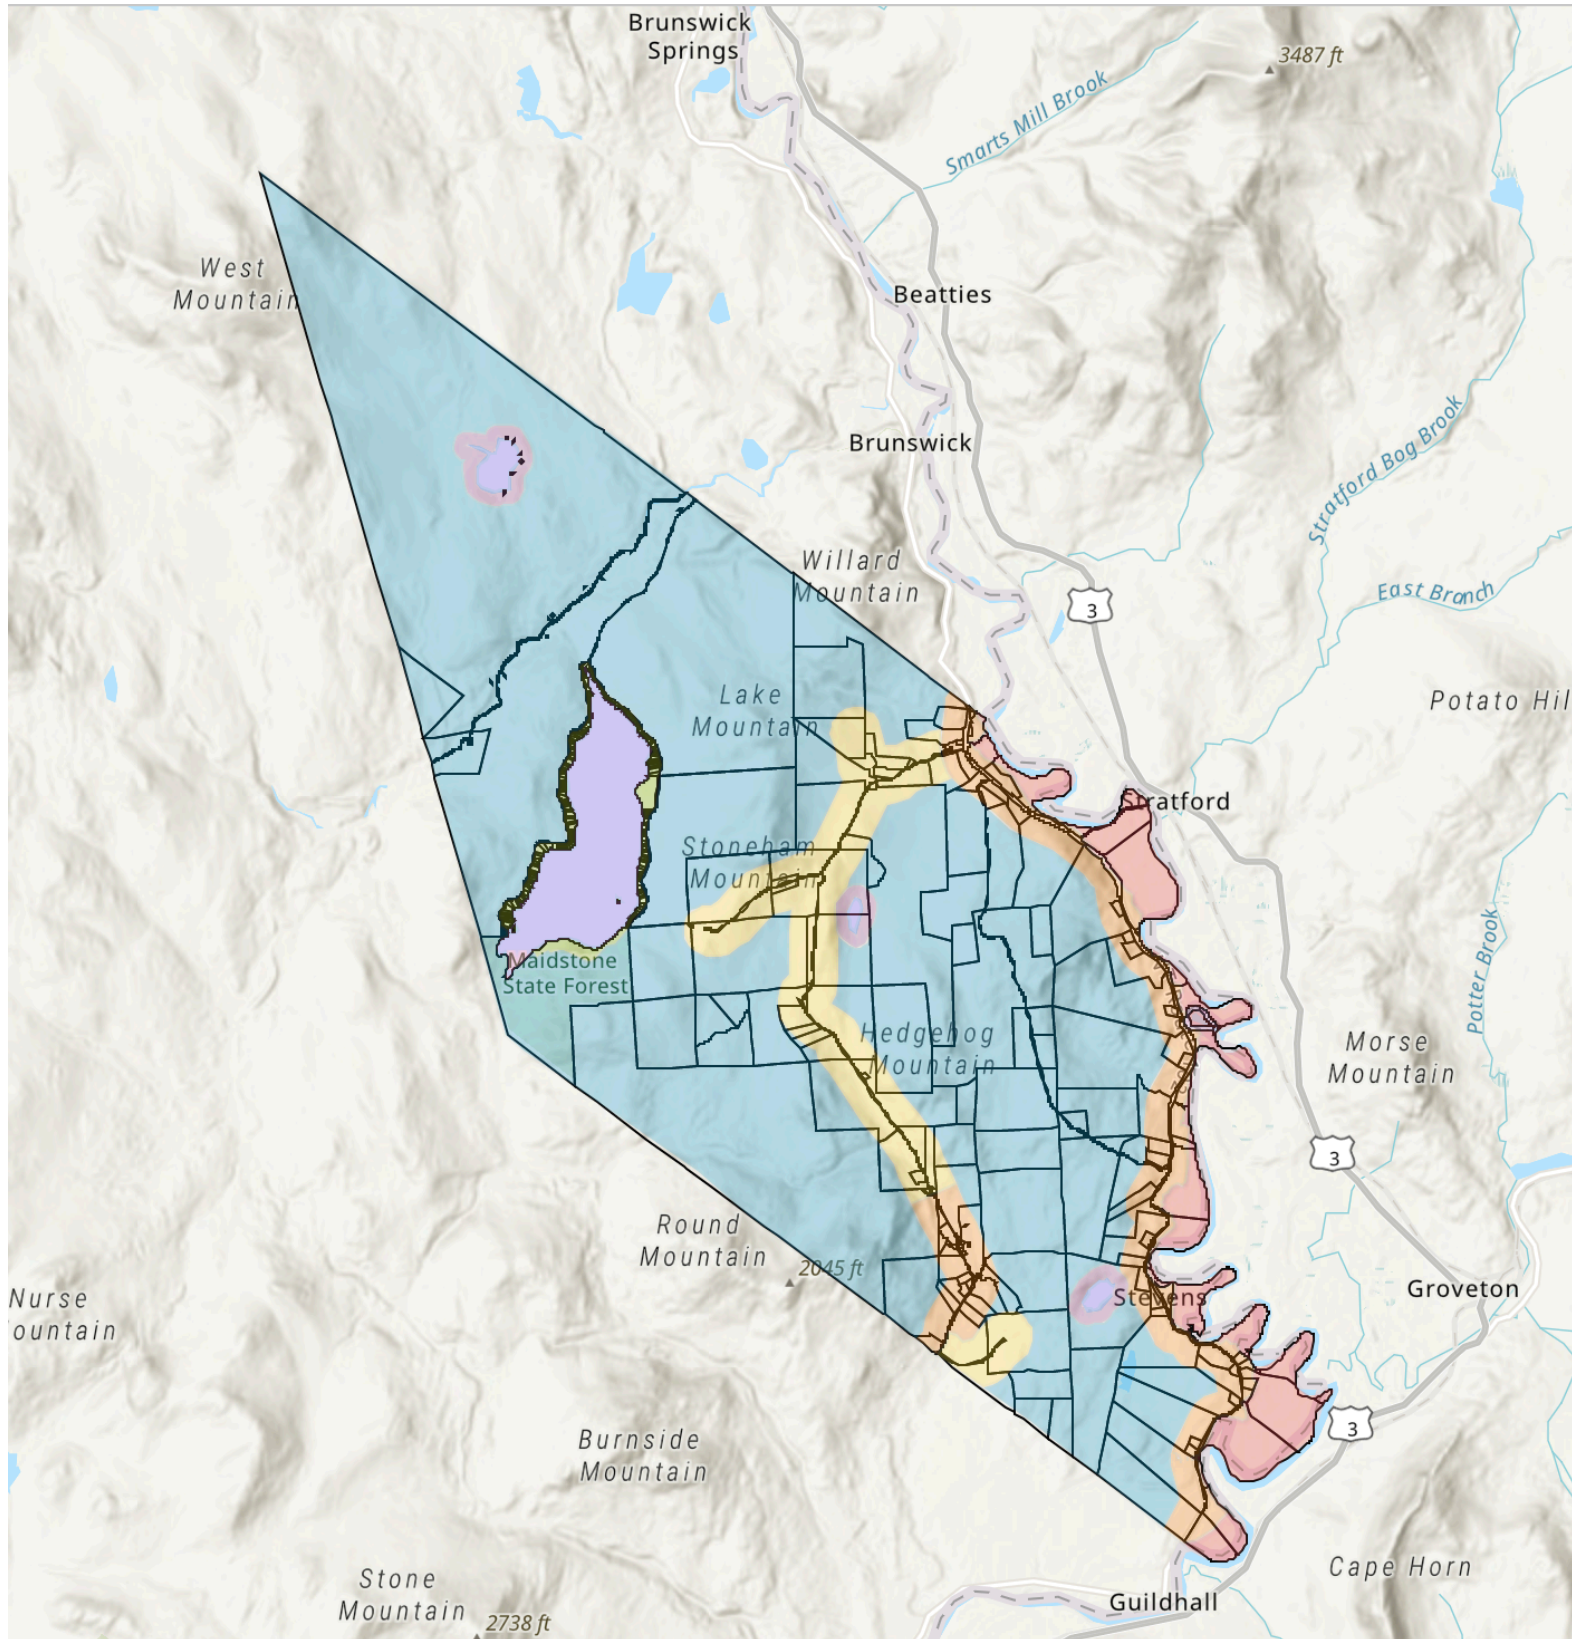 Brunswick
Springs
3487 ft
Smarts Mill Brook
West
Mountain
Beatties
Brunswick
Stratford Bog Brook
Willard
Mountain
3
East Branch
Lake
Mountain
Potato Hil
Stratford
Stoneham
Mountain
Maidstone
State Forest
Potter Brook
Hedgehog
Mountain
Morse
Mountain
3
Round
Mountain
2045 ft
Stevens
Groveton
Nurse
ountain
3
Burnside
Mountain
Cape Horn
Stone
Mountain
2738 ft
Guildhall